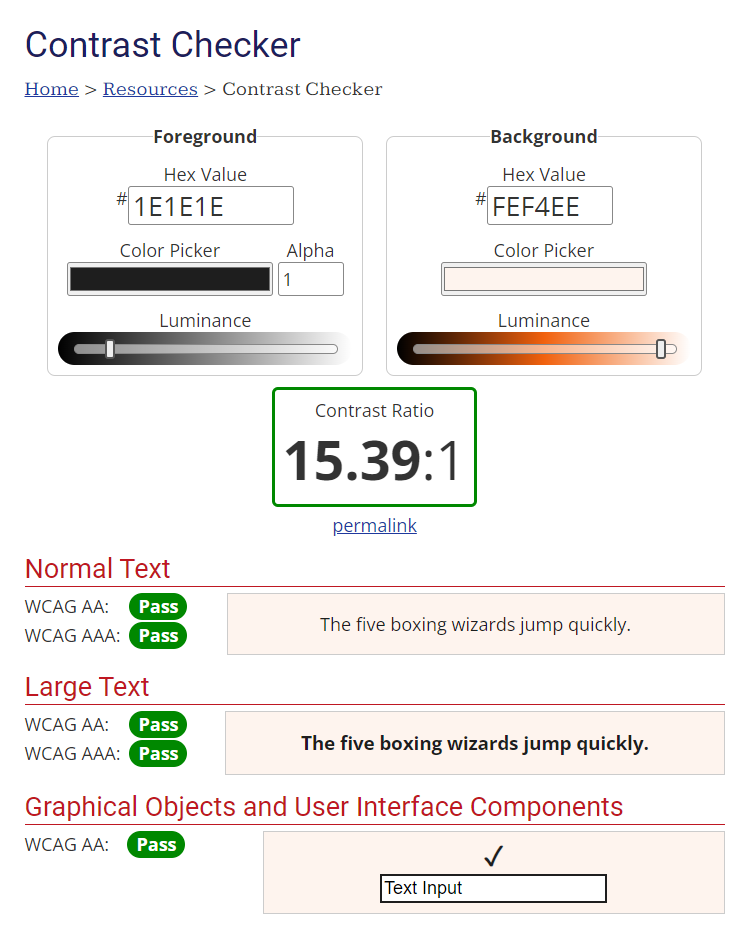 Contrast Checker
Home > Resources > Contrast Checker
Foreground
Hex Value
# 1E1E1E
Color Picker
Alpha
1
Luminance
Background
Hex Value
# FEF4EE
Color Picker
Luminance
Contrast Ratio
15.39:1
permalink
Normal Text
WCAG AA: Pass
WCAG AAA: Pass
The five boxing wizards jump quickly.
Large Text
WCAG AA: Pass
WCAG AAA: Pass
The five boxing wizards jump quickly.
Graphical Objects and User Interface Components
WCAG AA: Pass
✓
Text Input